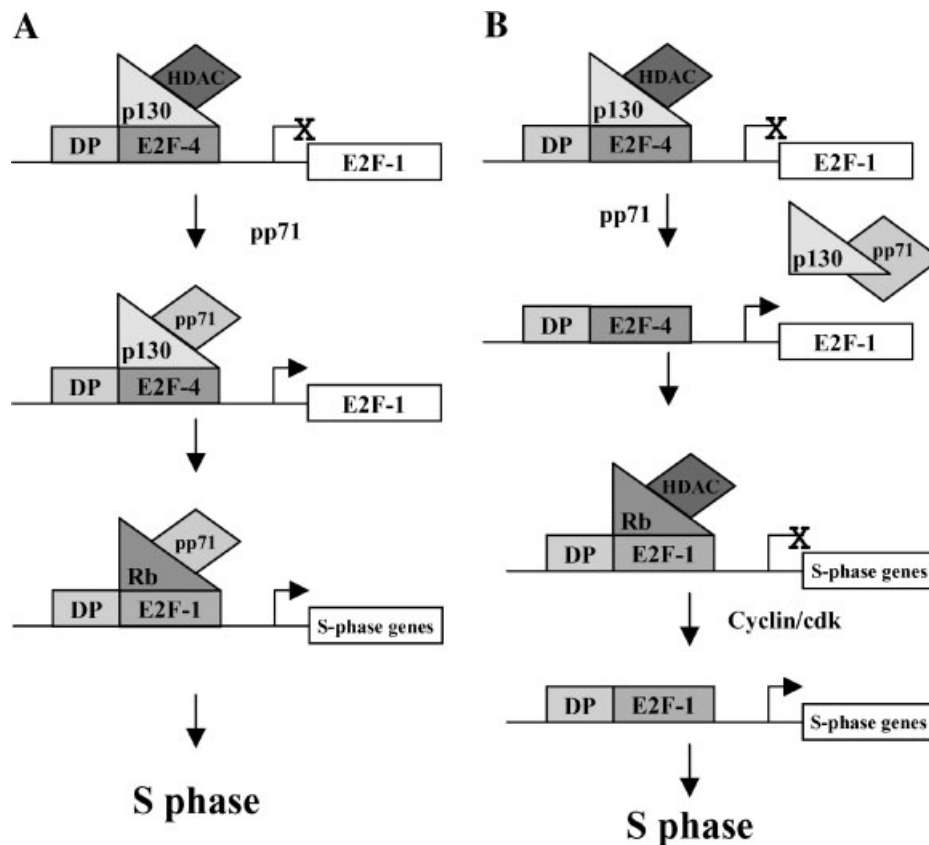 A
HDAC
p130
DP E2F-4
X
E2F-1
pp71
pp71
p130
DP E2F-4
E2F-1
pp71
Rb
DP E2F-1
S-phase genes
S phase
B
HDAC
p130
DP E2F-4
X
E2F-1
pp71
p130 pp71
DP E2F-4
E2F-1
HDAC
Rb
DP E2F-1
X
S-phase genes
Cyclin/cdk
DP E2F-1
S-phase genes
S phase